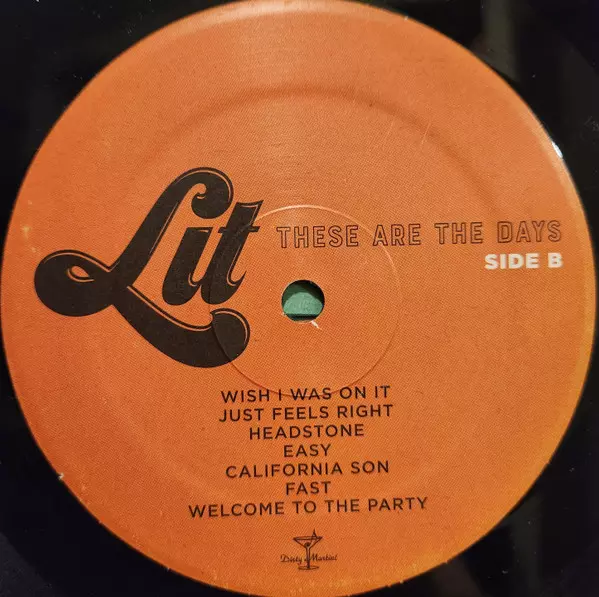 Lit
THESE ARE THE DAYS
SIDE B
WISH I WAS ON IT
JUST FEELS RIGHT
HEADSTONE
EASY
CALIFORNIA SON
FAST
WELCOME TO THE PARTY
Dirty Martini